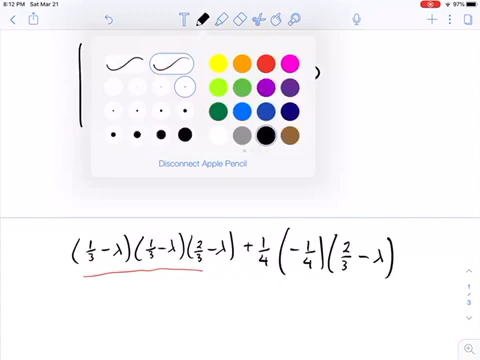 8:12 PM Sat Mar 21
97%
Disconnect Apple Pencil
(1/3 − λ)(1/3 − λ)(2/3 − λ) + 1/4 (−1/4)(2/3 − λ)
1
/
3